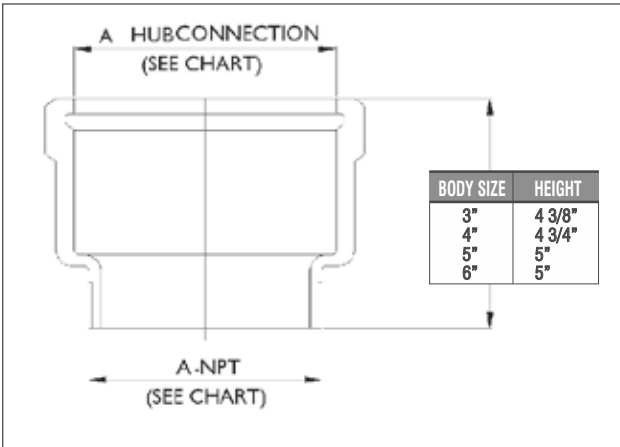 A HUBCONNECTION
(SEE CHART)
BODY SIZE HEIGHT
3" 4 3/8"
4" 4 3/4"
5" 5"
6" 5"
A-NPT
(SEE CHART)